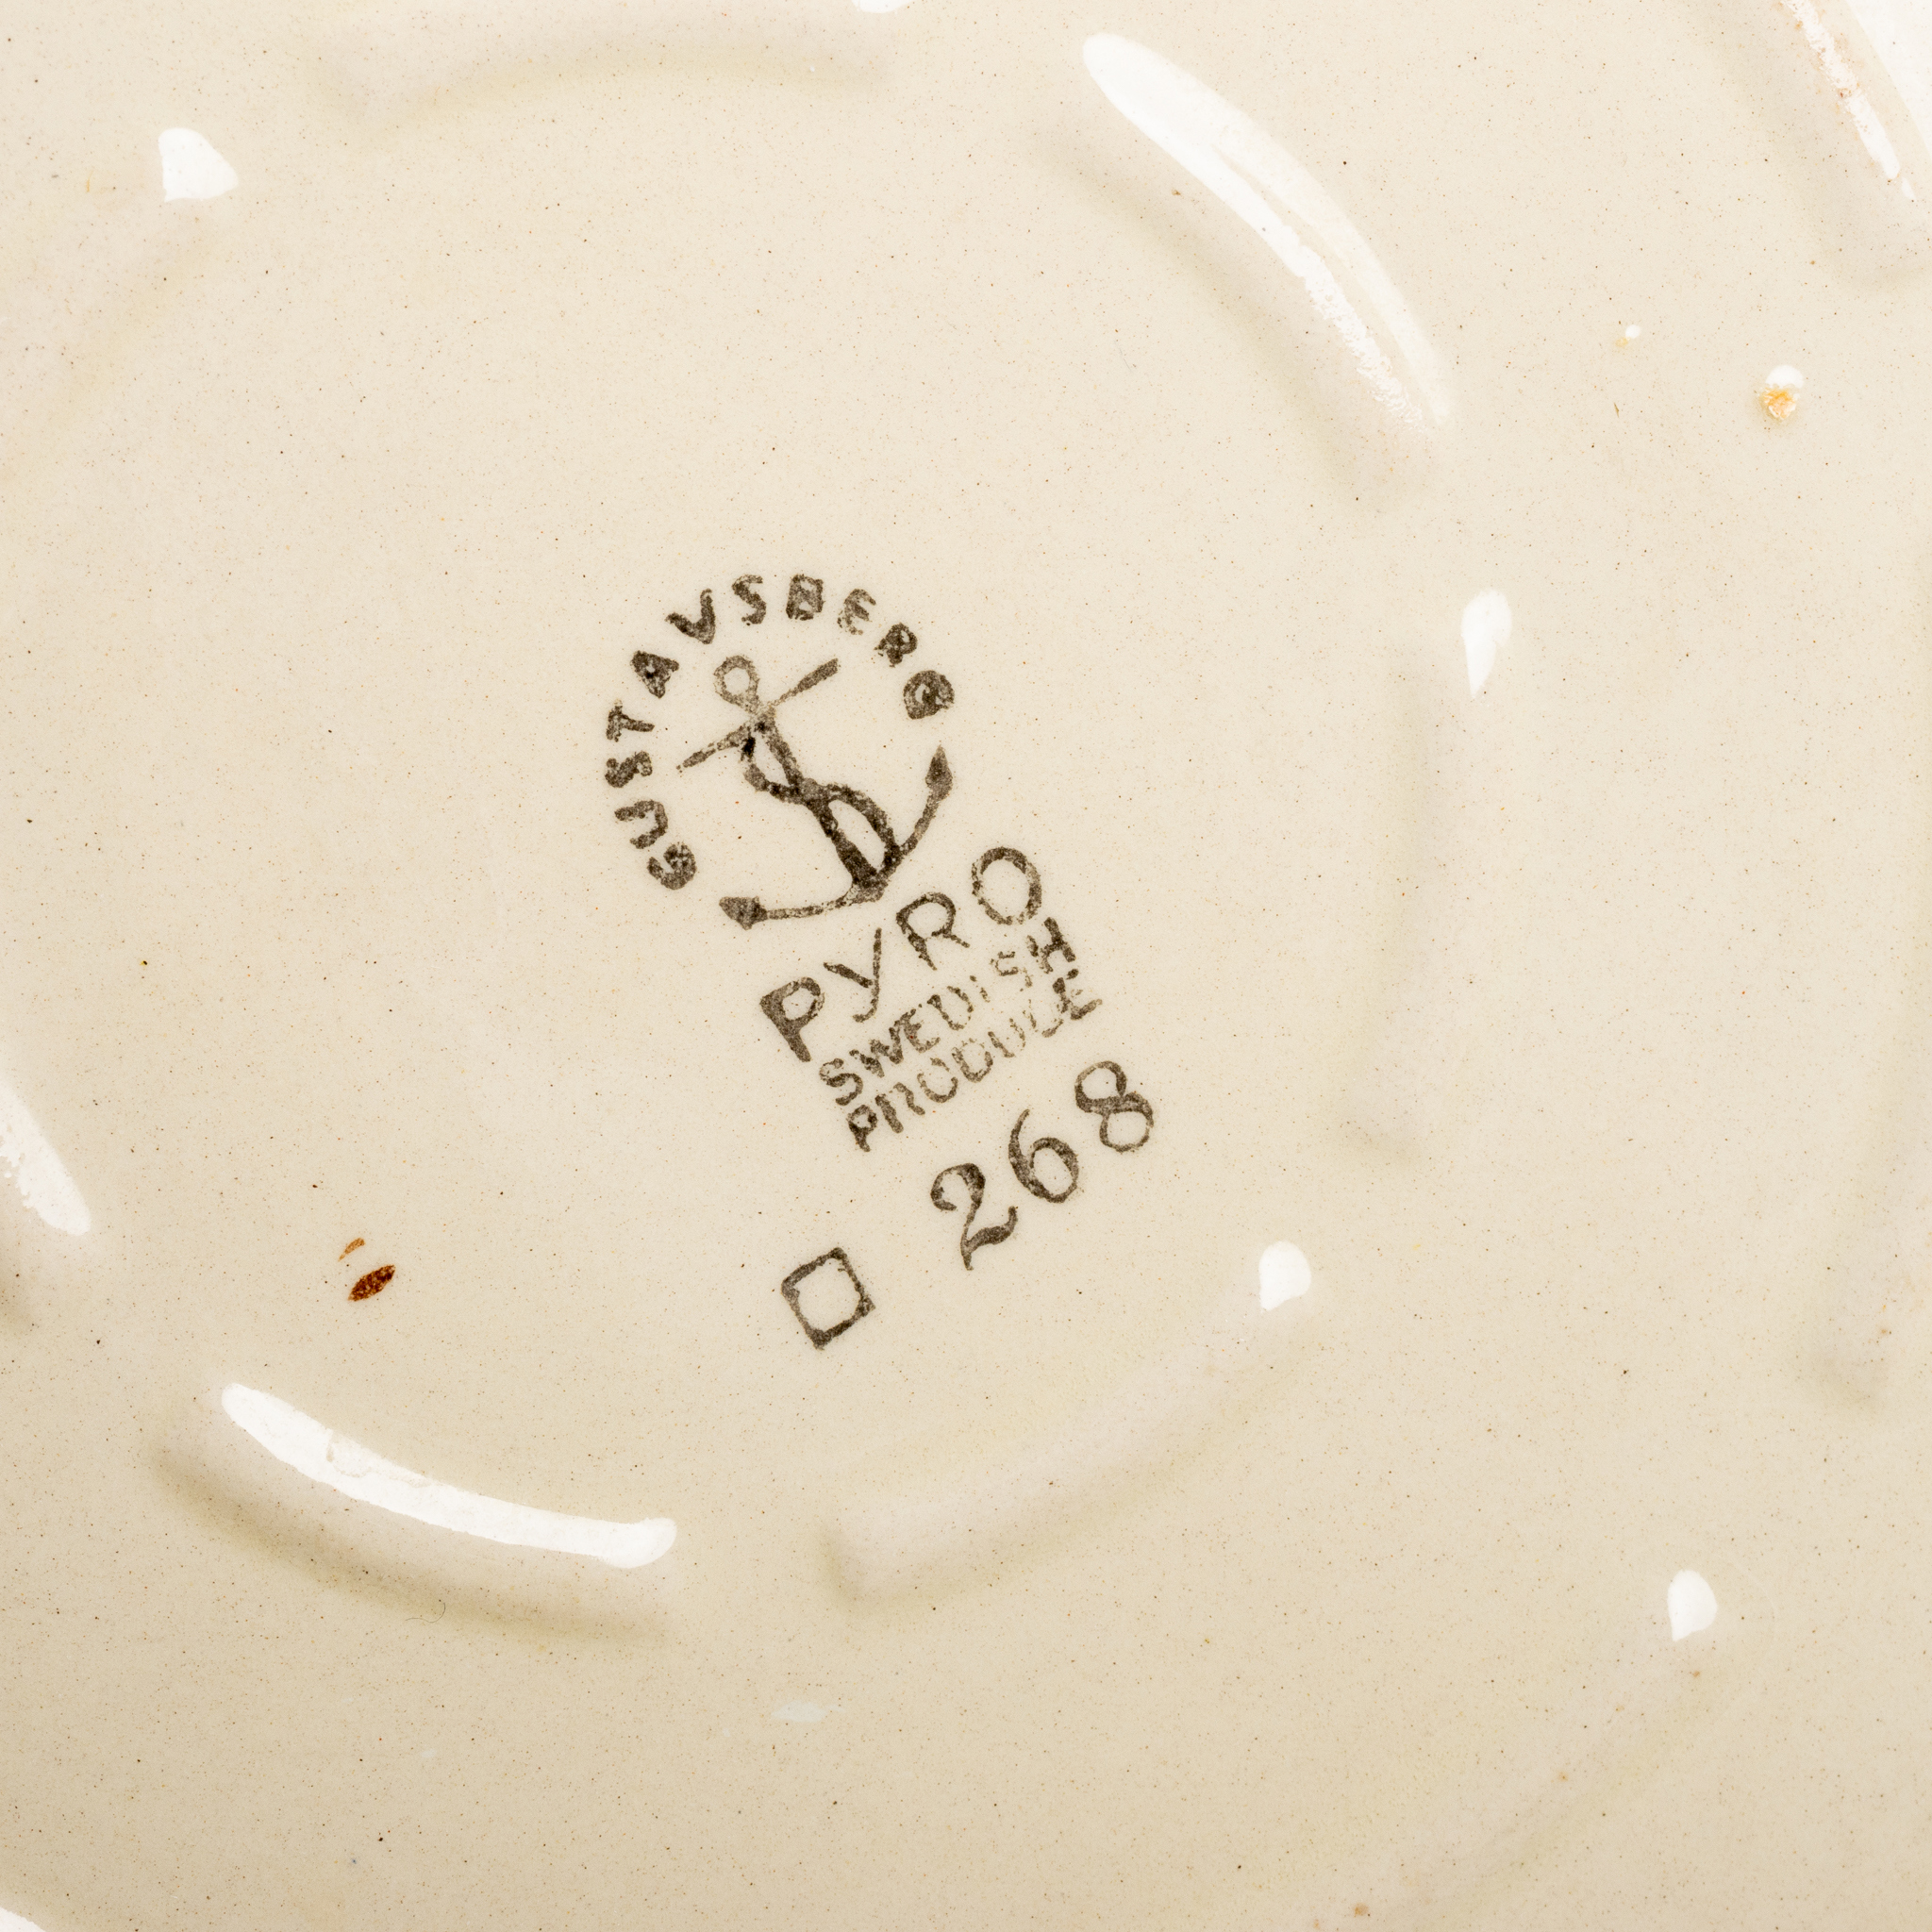 GUSTAVSBERG
PYRO
SWEDISH
PRODUCE
268